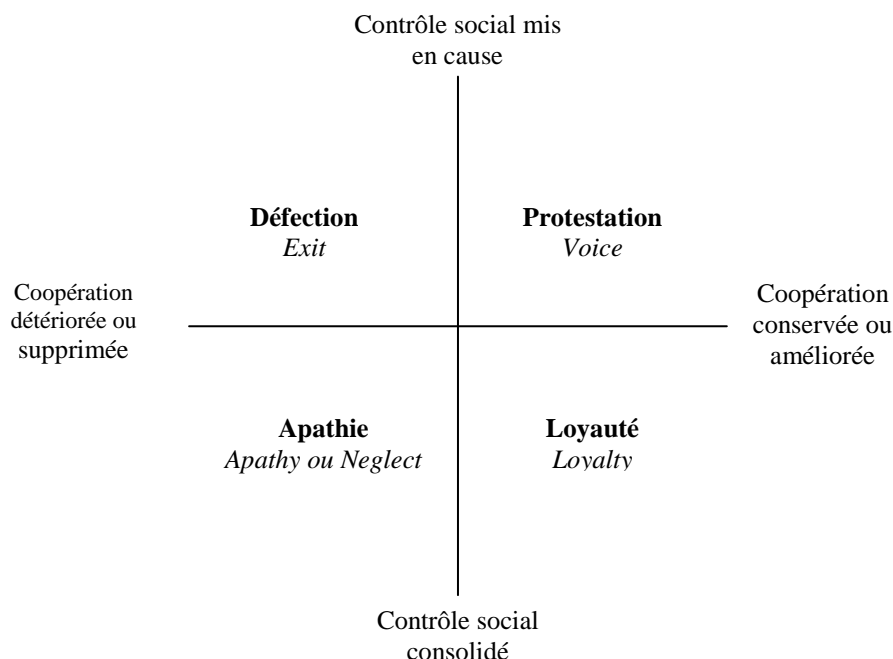 Contrôle social mis
en cause
Défection
Exit
Protestation
Voice
Coopération
détériorée ou
supprimée
Coopération
conservée ou
améliorée
Apathie
Apathy ou Neglect
Loyauté
Loyalty
Contrôle social
consolidé